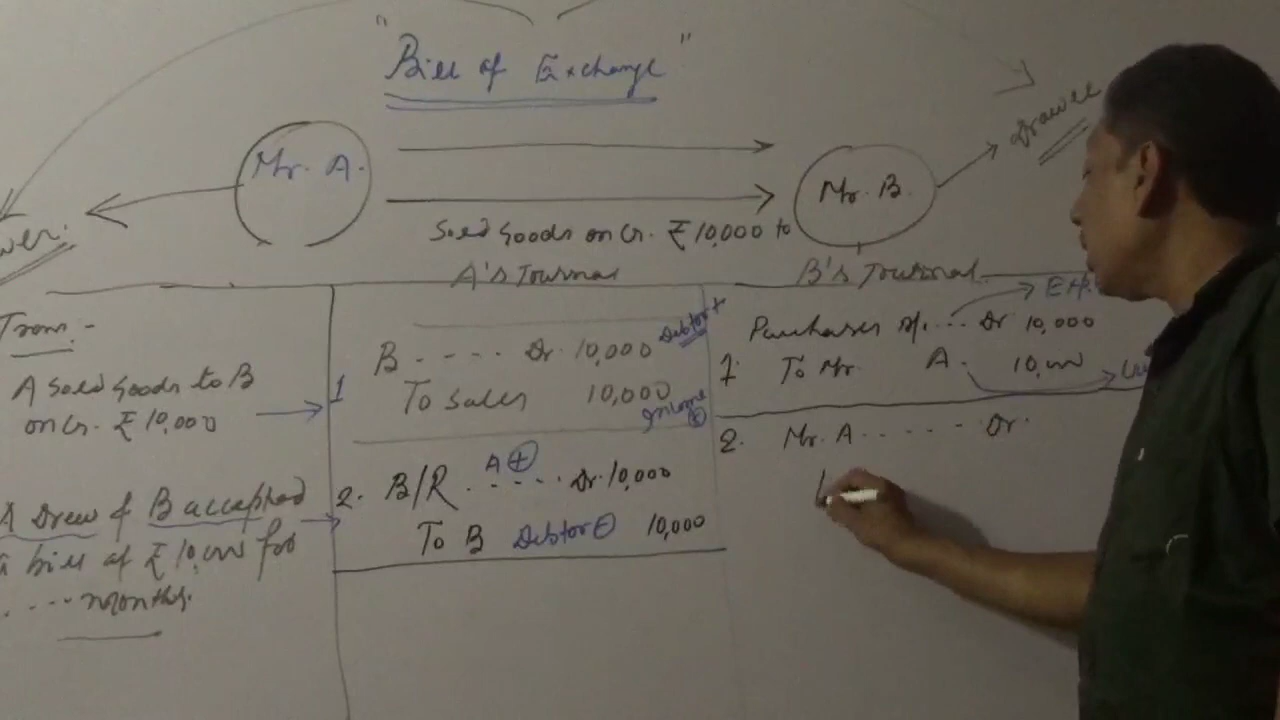 "Bill of Exchange"
Mr. A.
Mr. B.
Drawee
Sold Goods on Cr. ₹10,000 to
A's Journal
B's Journal
Tran:-
A Sold Goods to B
on Cr. ₹10,000
1
B - - - - Dr. 10,000 Debtor +
To Sales 10,000
Income +
1. Purchases A/c. - - - Dr 10,000
To Mr. A. 10,000
A Drew & B accepted
a bill of ₹10,000 for
- - - - months.
2. B/R A + - - - - - Dr. 10,000
To B Debtor - 10,000
2. Mr. A - - - - - - Dr.